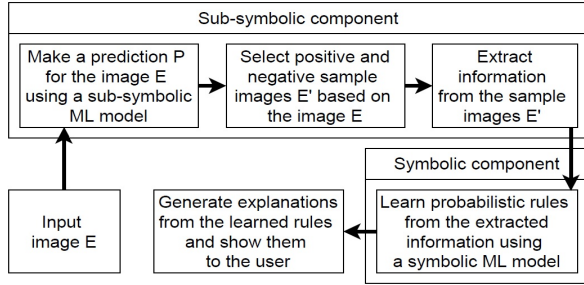 Sub-symbolic component
Make a prediction P
for the image E
using a sub-symbolic
ML model
Select positive and
negative sample
images E' based on
the image E
Extract
information
from the sample
images E'
Symbolic component
Input
image E
Generate explanations
from the learned rules
and show them
to the user
Learn probabilistic rules
from the extracted
information using
a symbolic ML model